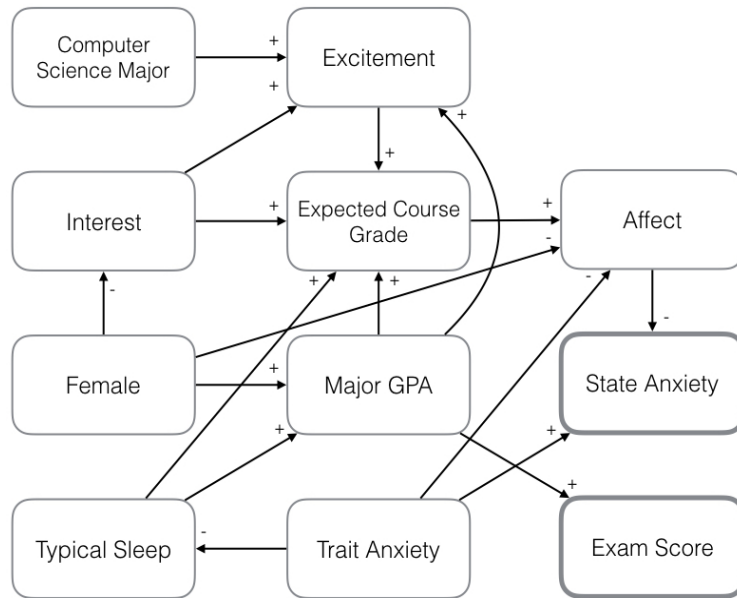 Computer
Science Major
+
Excitement
+
+
+
Interest
+
Expected Course
Grade
+
Affect
-
-
+
+
-
-
Female
+
Major GPA
State Anxiety
+
+
+
Typical Sleep
-
Trait Anxiety
Exam Score